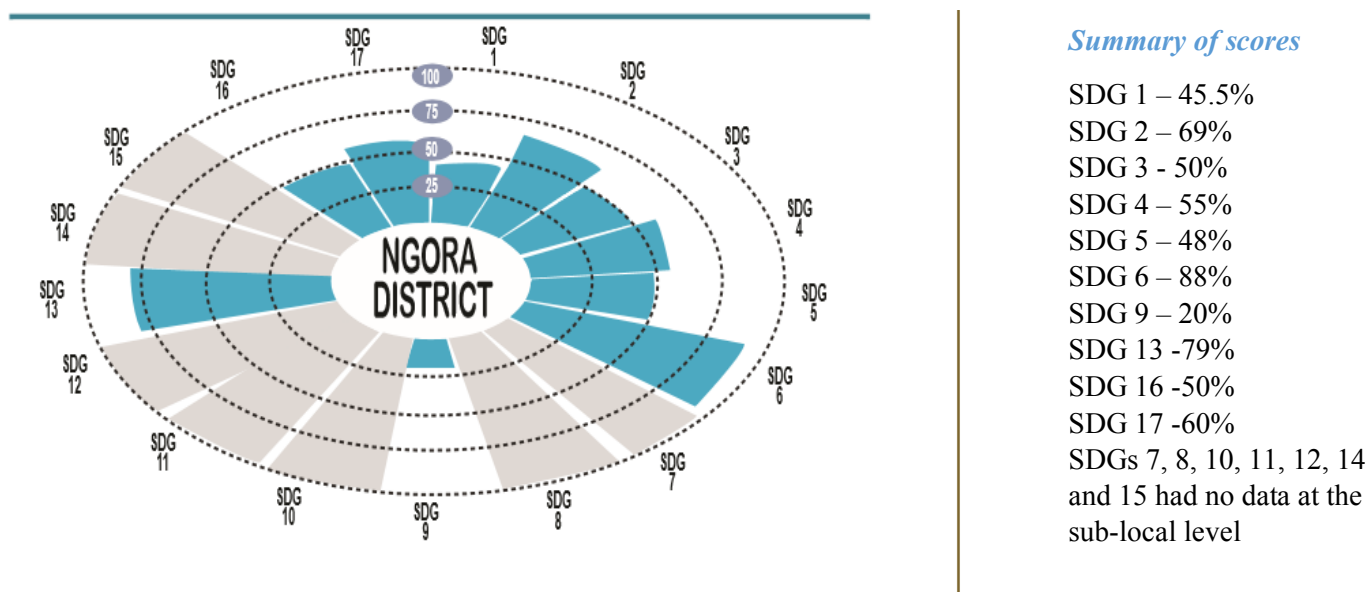 SDG
1
SDG
2
SDG
3
SDG
4
SDG
5
SDG
6
SDG
7
SDG
8
SDG
9
SDG
10
SDG
11
SDG
12
SDG
13
SDG
14
SDG
15
SDG
16
SDG
17
100
75
50
25
NGORA
DISTRICT
Summary of scores
SDG 1 – 45.5%
SDG 2 – 69%
SDG 3 - 50%
SDG 4 – 55%
SDG 5 – 48%
SDG 6 – 88%
SDG 9 – 20%
SDG 13 -79%
SDG 16 -50%
SDG 17 -60%
SDGs 7, 8, 10, 11, 12, 14
and 15 had no data at the
sub-local level